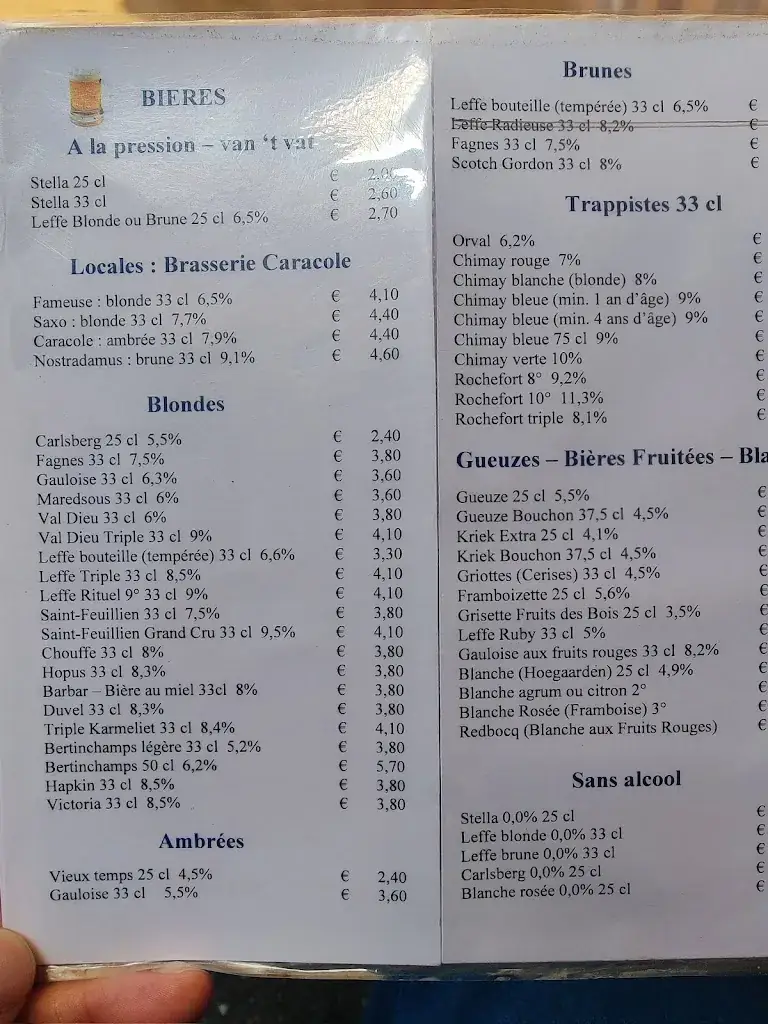 BIERES
A la pression – van ‘t vat
Stella 25 cl € 2,00
Stella 33 cl € 2,60
Leffe Blonde ou Brune 25 cl 6,5% € 2,70
Locales : Brasserie Caracole
Fameuse : blonde 33 cl 6,5% € 4,10
Saxo : blonde 33 cl 7,7% € 4,40
Caracole : ambrée 33 cl 7,9% € 4,40
Nostradamus : brune 33 cl 9,1% € 4,60
Blondes
Carlsberg 25 cl 5,5% € 2,40
Fagnes 33 cl 7,5% € 3,80
Gauloise 33 cl 6,3% € 3,60
Maredsous 33 cl 6% € 3,60
Val Dieu 33 cl 6% € 3,80
Val Dieu Triple 33 cl 9% € 4,10
Leffe bouteille (tempérée) 33 cl 6,6% € 3,30
Leffe Triple 33 cl 8,5% € 4,10
Leffe Rituel 9° 33 cl 9% € 4,10
Saint-Feuillien 33 cl 7,5% € 3,80
Saint-Feuillien Grand Cru 33 cl 9,5% € 4,10
Chouffe 33 cl 8% € 3,80
Hopus 33 cl 8,3% € 3,80
Barbar – Bière au miel 33cl 8% € 3,80
Duvel 33 cl 8,3% € 3,80
Triple Karmeliet 33 cl 8,4% € 4,10
Bertinchamps légère 33 cl 5,2% € 3,80
Bertinchamps 50 cl 6,2% € 5,70
Hapkin 33 cl 8,5% € 3,80
Victoria 33 cl 8,5% € 3,80
Ambrées
Vieux temps 25 cl 4,5% € 2,40
Gauloise 33 cl 5,5% € 3,60
Brunes
Leffe bouteille (tempérée) 33 cl 6,5% €
Leffe Radieuse 33 cl 8,2% €
Fagnes 33 cl 7,5% €
Scotch Gordon 33 cl 8% €
Trappistes 33 cl
Orval 6,2% €
Chimay rouge 7% €
Chimay blanche (blonde) 8% €
Chimay bleue (min. 1 an d’âge) 9% €
Chimay bleue (min. 4 ans d’âge) 9% €
Chimay bleue 75 cl 9% €
Chimay verte 10% €
Rochefort 8° 9,2% €
Rochefort 10° 11,3% €
Rochefort triple 8,1% €
Gueuzes – Bières Fruitées – Bla
Gueuze 25 cl 5,5% €
Gueuze Bouchon 37,5 cl 4,5% €
Kriek Extra 25 cl 4,1% €
Kriek Bouchon 37,5 cl 4,5% €
Griottes (Cerises) 33 cl 4,5% €
Framboizette 25 cl 5,6% €
Grisette Fruits des Bois 25 cl 3,5% €
Leffe Ruby 33 cl 5% €
Gauloise aux fruits rouges 33 cl 8,2% €
Blanche (Hoegaarden) 25 cl 4,9% €
Blanche agrum ou citron 2° €
Blanche Rosée (Framboise) 3° €
Redbocq (Blanche aux Fruits Rouges) €
Sans alcool
Stella 0,0% 25 cl €
Leffe blonde 0,0% 33 cl €
Leffe brune 0,0% 33 cl €
Carlsberg 0,0% 25 cl €
Blanche rosée 0,0% 25 cl €